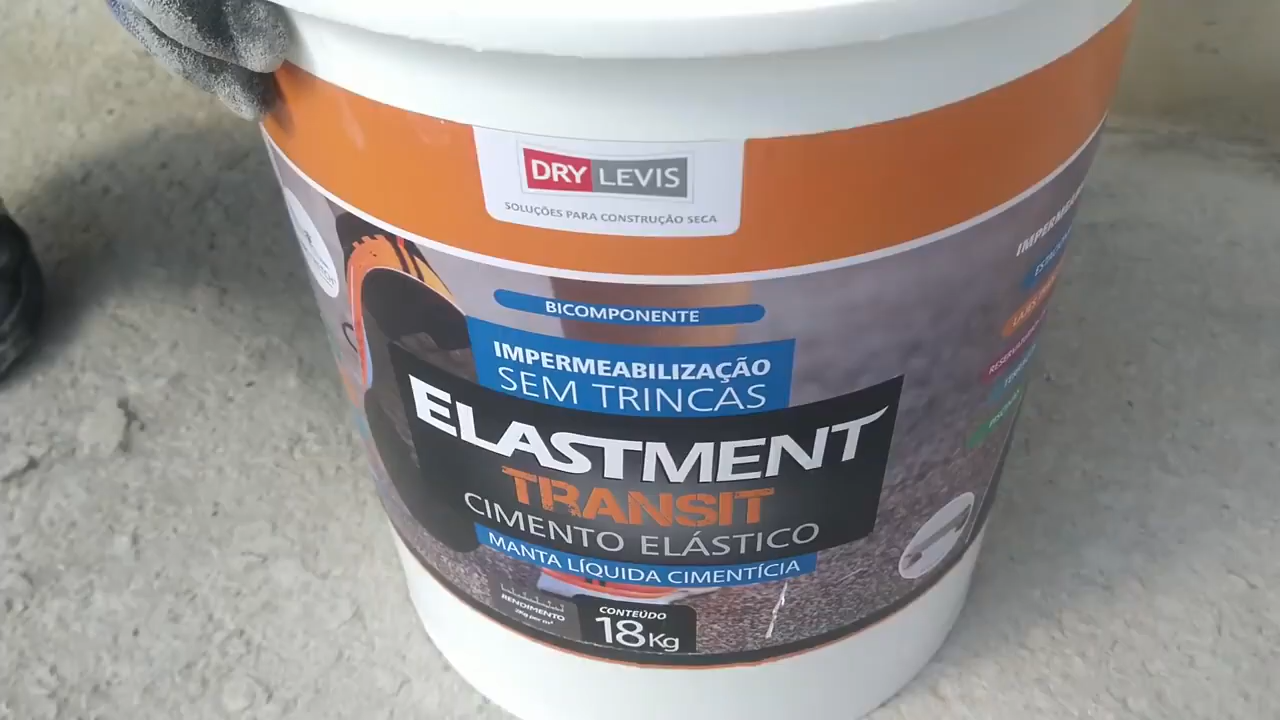 DRY LEVIS
SOLUÇÕES PARA CONSTRUÇÃO SECA
BICOMPONENTE
IMPERMEABILIZAÇÃO
SEM TRINCAS
ELASTMENT
TRANSIT
CIMENTO ELÁSTICO
MANTA LÍQUIDA CIMENTÍCIA
RENDIMENTO
CONTEÚDO
18Kg